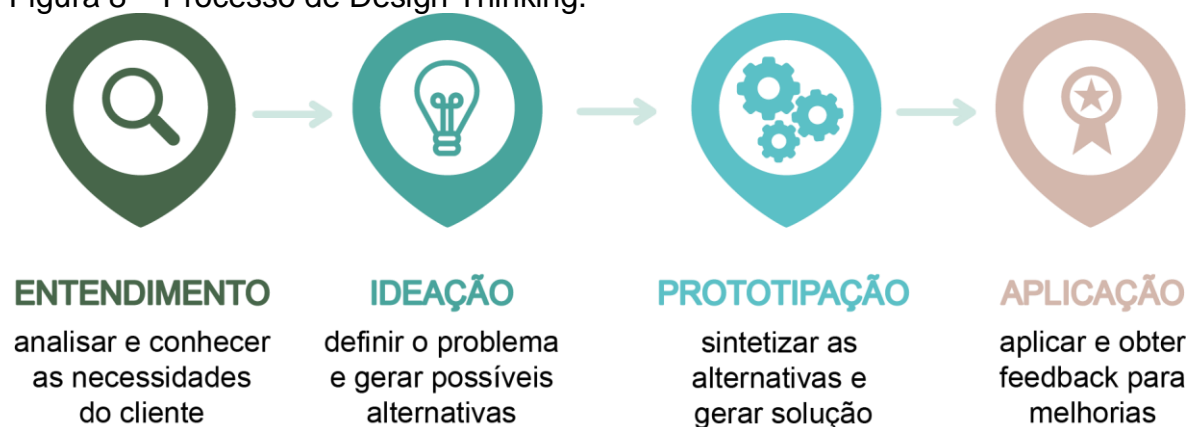 Figura 8 – Processo de Design Thinking.
ENTENDIMENTO
analisar e conhecer
as necessidades
do cliente
IDEAÇÃO
definir o problema
e gerar possíveis
alternativas
PROTOTIPAÇÃO
sintetizar as
alternativas e
gerar solução
APLICAÇÃO
aplicar e obter
feedback para
melhorias